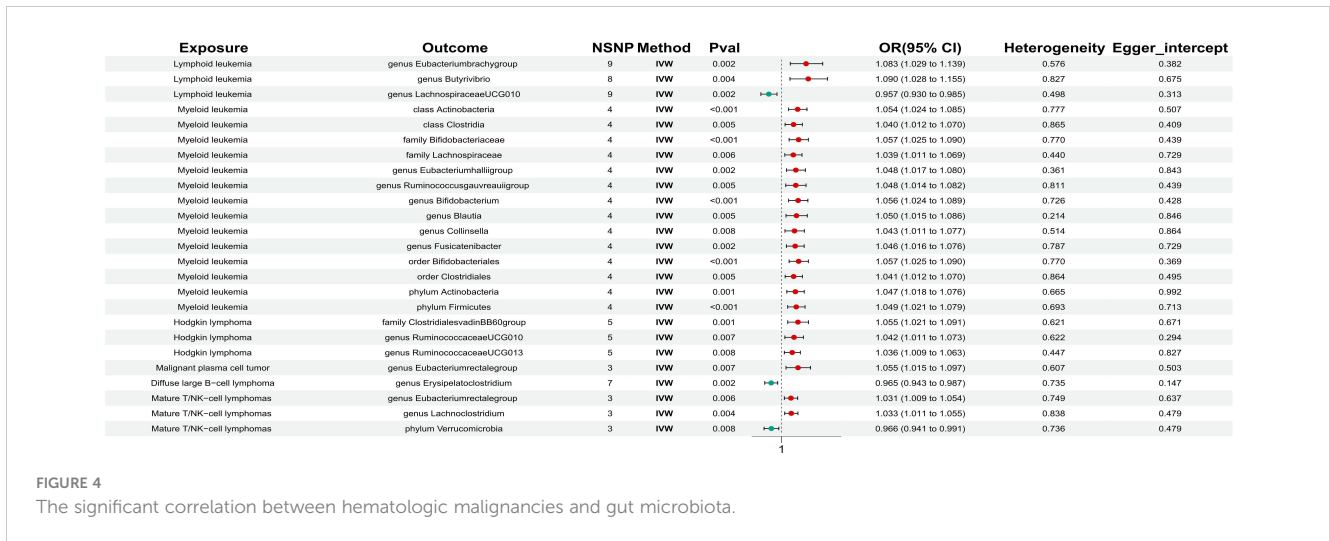 Exposure Outcome NSNP Method Pval OR(95% CI) Heterogeneity Egger_intercept
Lymphoid leukemia genus Eubacteriumbrachygroup 9 IVW 0.002 1.083 (1.029 to 1.139) 0.576 0.382
Lymphoid leukemia genus Butyrivibrio 8 IVW 0.004 1.090 (1.028 to 1.155) 0.827 0.675
Lymphoid leukemia genus LachnospiraceaeUCG010 9 IVW 0.002 0.957 (0.930 to 0.985) 0.498 0.313
Myeloid leukemia class Actinobacteria 4 IVW <0.001 1.054 (1.024 to 1.085) 0.777 0.507
Myeloid leukemia class Clostridia 4 IVW 0.005 1.040 (1.012 to 1.070) 0.865 0.409
Myeloid leukemia family Bifidobacteriaceae 4 IVW <0.001 1.057 (1.025 to 1.090) 0.770 0.439
Myeloid leukemia family Lachnospiraceae 4 IVW 0.006 1.039 (1.011 to 1.069) 0.440 0.729
Myeloid leukemia genus Eubacteriumhalliigroup 4 IVW 0.002 1.048 (1.017 to 1.080) 0.361 0.843
Myeloid leukemia genus Ruminococcusgauvreauiigroup 4 IVW 0.005 1.048 (1.014 to 1.082) 0.811 0.439
Myeloid leukemia genus Bifidobacterium 4 IVW <0.001 1.056 (1.024 to 1.089) 0.726 0.428
Myeloid leukemia genus Blautia 4 IVW 0.005 1.050 (1.015 to 1.086) 0.214 0.846
Myeloid leukemia genus Collinsella 4 IVW 0.008 1.043 (1.011 to 1.077) 0.514 0.864
Myeloid leukemia genus Fusicatenibacter 4 IVW 0.002 1.046 (1.016 to 1.076) 0.787 0.729
Myeloid leukemia order Bifidobacteriales 4 IVW <0.001 1.057 (1.025 to 1.090) 0.770 0.369
Myeloid leukemia order Clostridiales 4 IVW 0.005 1.041 (1.012 to 1.070) 0.864 0.495
Myeloid leukemia phylum Actinobacteria 4 IVW 0.001 1.047 (1.018 to 1.076) 0.665 0.992
Myeloid leukemia phylum Firmicutes 4 IVW <0.001 1.049 (1.021 to 1.079) 0.693 0.713
Hodgkin lymphoma family ClostridialesvadinBB60group 5 IVW 0.001 1.055 (1.021 to 1.091) 0.621 0.671
Hodgkin lymphoma genus RuminococcaceaeUCG010 5 IVW 0.007 1.042 (1.011 to 1.073) 0.622 0.294
Hodgkin lymphoma genus RuminococcaceaeUCG013 5 IVW 0.008 1.036 (1.009 to 1.063) 0.447 0.827
Malignant plasma cell tumor genus Eubacteriumrectalegroup 3 IVW 0.007 1.055 (1.015 to 1.097) 0.607 0.503
Diffuse large B−cell lymphoma genus Erysipelatoclostridium 7 IVW 0.002 0.965 (0.943 to 0.987) 0.735 0.147
Mature T/NK−cell lymphomas genus Eubacteriumrectalegroup 3 IVW 0.006 1.031 (1.009 to 1.054) 0.749 0.637
Mature T/NK−cell lymphomas genus Lachnoclostridium 3 IVW 0.004 1.033 (1.011 to 1.055) 0.838 0.479
Mature T/NK−cell lymphomas phylum Verrucomicrobia 3 IVW 0.008 0.966 (0.941 to 0.991) 0.736 0.479
1
FIGURE 4
The significant correlation between hematologic malignancies and gut microbiota.